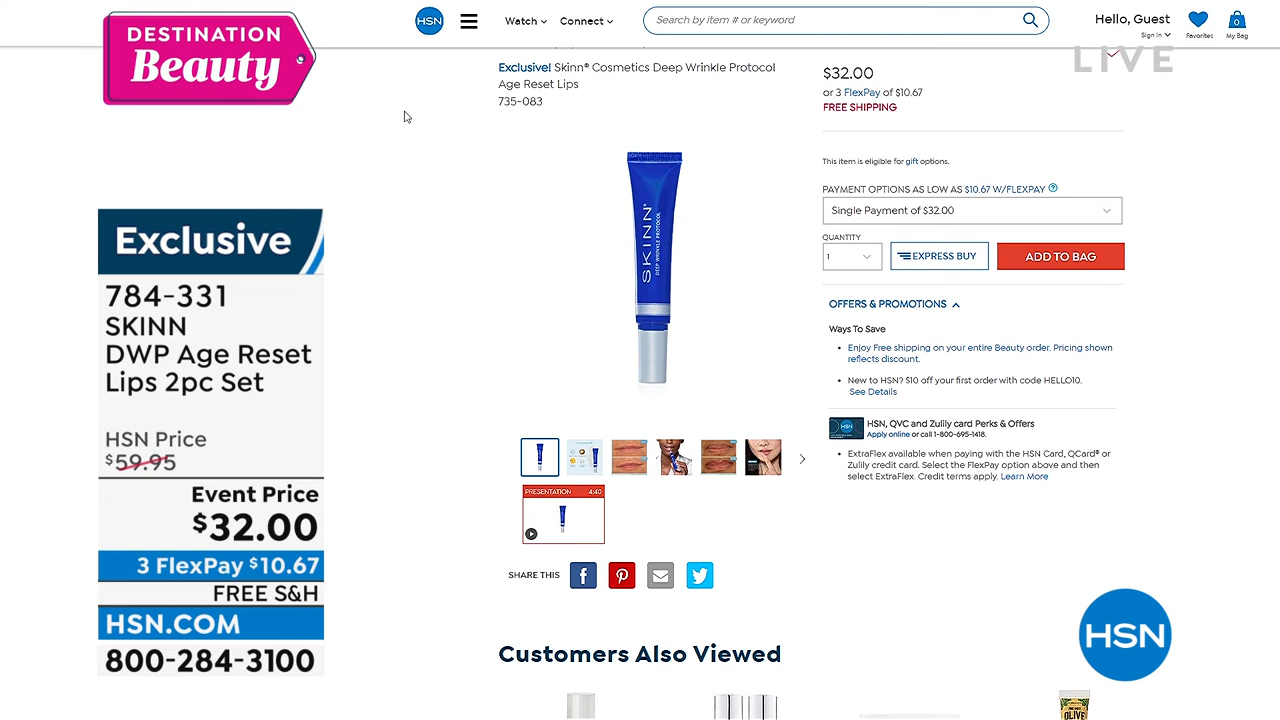 DESTINATION
Beauty
HSN
Watch
Connect
Search by item # or keyword
Hello, Guest
Sign In
Favorites
0
My Bag
LIVE
Exclusive! Skinn® Cosmetics Deep Wrinkle Protocol
Age Reset Lips
735-083
$32.00
or 3 FlexPay of $10.67
FREE SHIPPING
This item is eligible for gift options.
PAYMENT OPTIONS AS LOW AS $10.67 W/FLEXPAY ?
Single Payment of $32.00
QUANTITY
1
EXPRESS BUY
ADD TO BAG
OFFERS & PROMOTIONS
Ways To Save
• Enjoy Free shipping on your entire Beauty order. Pricing shown
reflects discount.
• New to HSN? $10 off your first order with code HELLO10.
See Details
HSN
HSN, QVC and Zulily card Perks & Offers
Apply online or call 1-800-695-1418.
• ExtraFlex available when paying with the HSN Card, QCard® or
Zulily credit card. Select the FlexPay option above and then
select ExtraFlex. Credit terms apply. Learn More
SKINN®
DEEP WRINKLE PROTOCOL
PRESENTATION 4:40
SHARE THIS
Customers Also Viewed
OLIVE
Exclusive
784-331
SKINN
DWP Age Reset
Lips 2pc Set
HSN Price
$59.95
Event Price
$32.00
3 FlexPay $10.67
FREE S&H
HSN.COM
800-284-3100
HSN